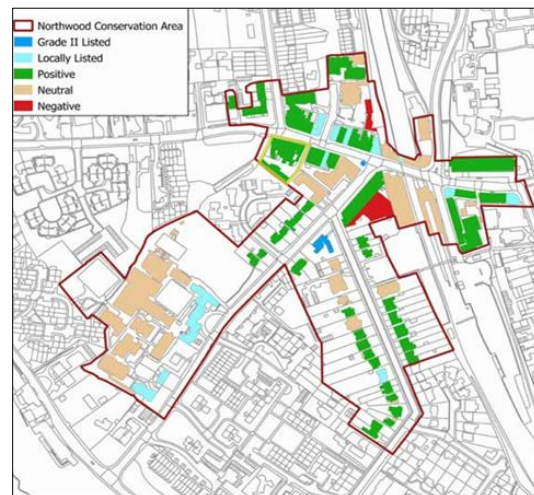 Northwood Conservation Area
Grade II Listed
Locally Listed
Positive
Neutral
Negative